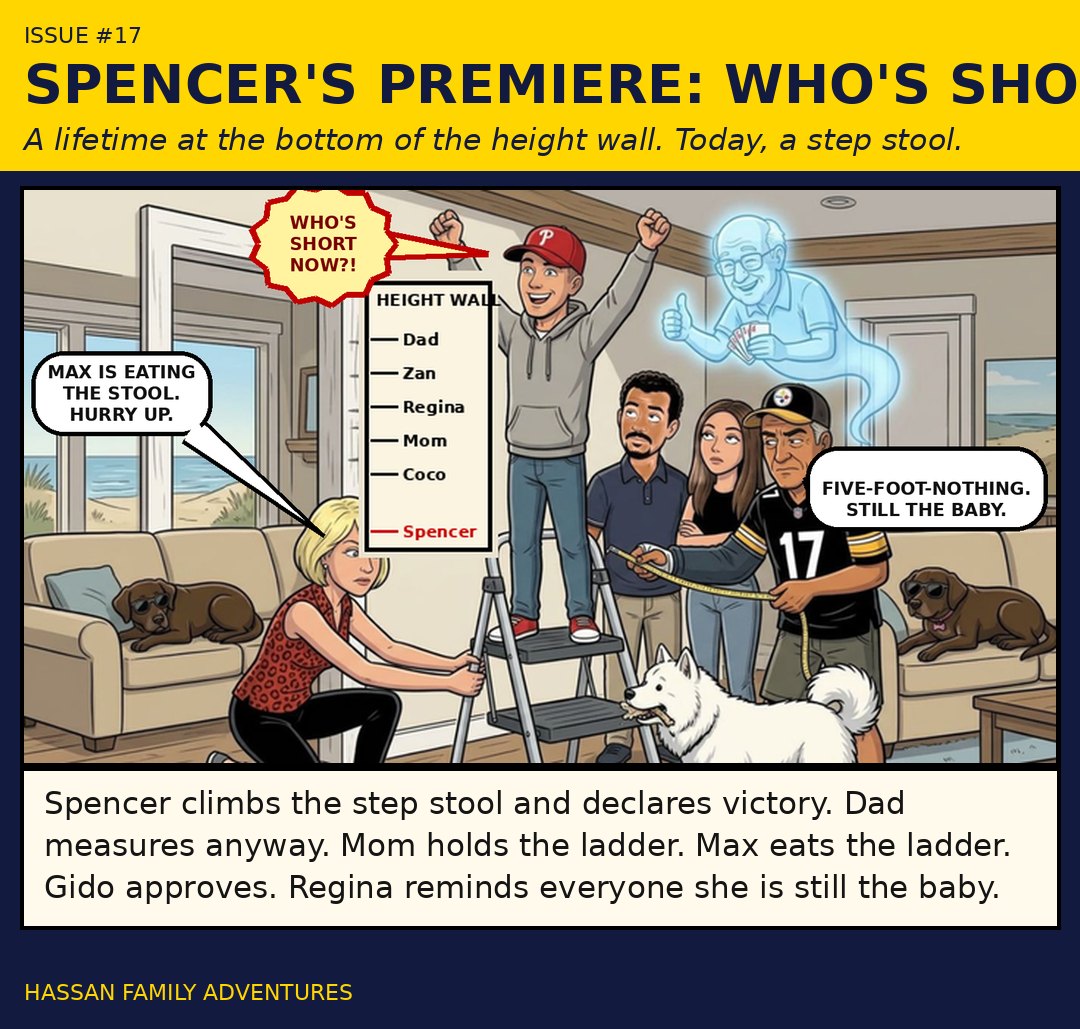 ISSUE #17
SPENCER'S PREMIERE: WHO'S SHO
A lifetime at the bottom of the height wall. Today, a step stool.
WHO'S
SHORT
NOW?!
P
HEIGHT WALL
Dad
Zan
Regina
Mom
Coco
Spencer
MAX IS EATING
THE STOOL.
HURRY UP.
FIVE-FOOT-NOTHING.
STILL THE BABY.
17
Spencer climbs the step stool and declares victory. Dad
measures anyway. Mom holds the ladder. Max eats the ladder.
Gido approves. Regina reminds everyone she is still the baby.
HASSAN FAMILY ADVENTURES